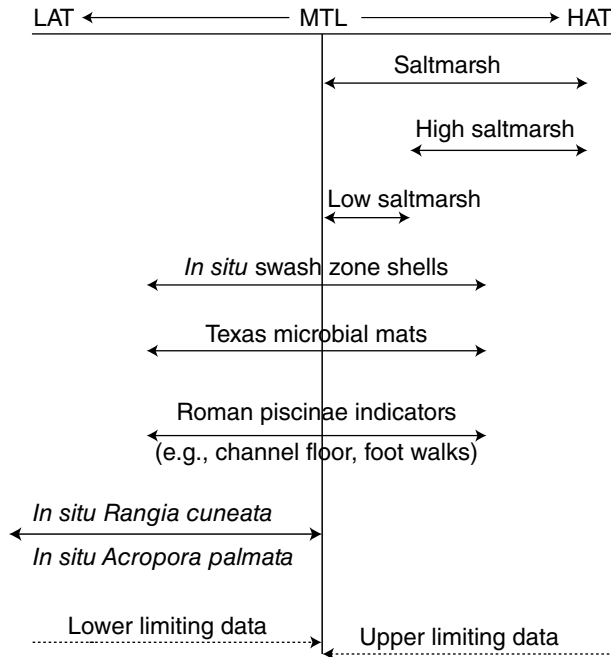 LAT MTL HAT
Saltmarsh
High saltmarsh
Low saltmarsh
In situ swash zone shells
Texas microbial mats
Roman piscinae indicators
(e.g., channel floor, foot walks)
In situ Rangia cuneata
In situ Acropora palmata
Lower limiting data
Upper limiting data